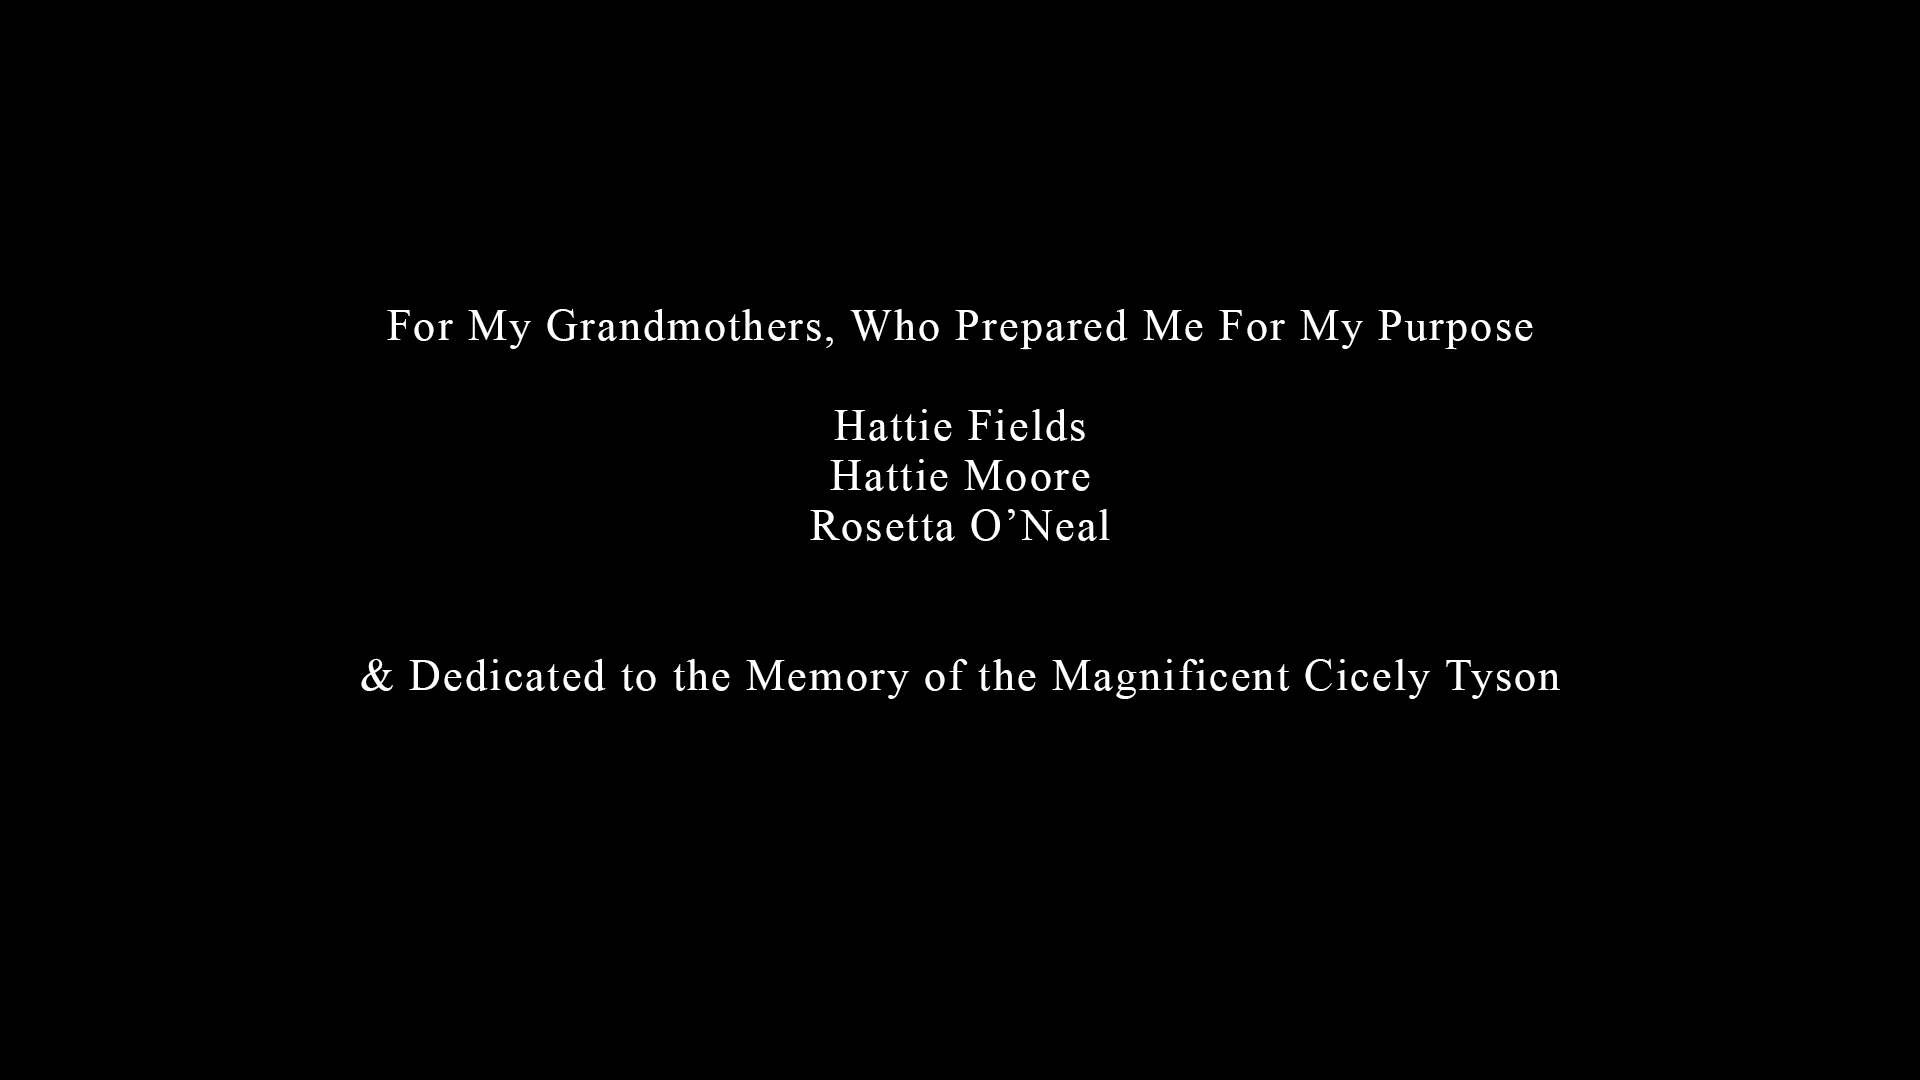 For My Grandmothers, Who Prepared Me For My Purpose
Hattie Fields
Hattie Moore
Rosetta O’Neal
& Dedicated to the Memory of the Magnificent Cicely Tyson